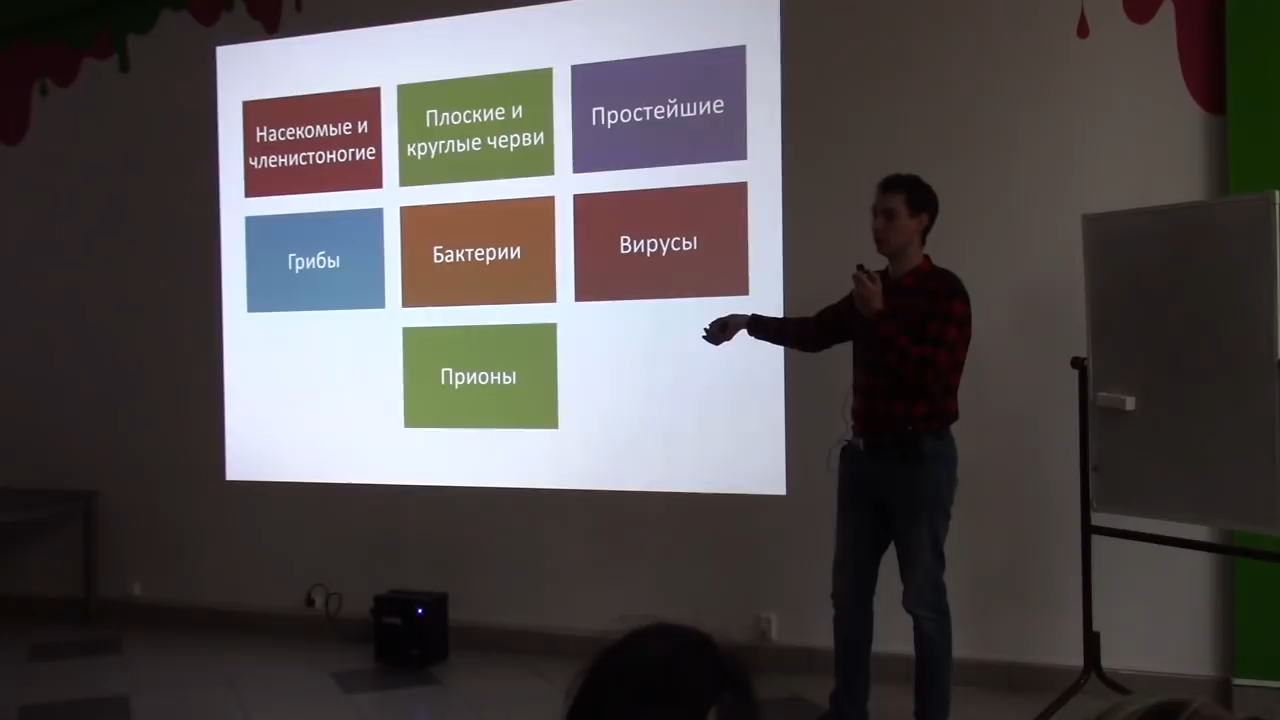 Насекомые и
членистоногие
Плоские и
круглые черви
Простейшие
Грибы
Бактерии
Вирусы
Прионы